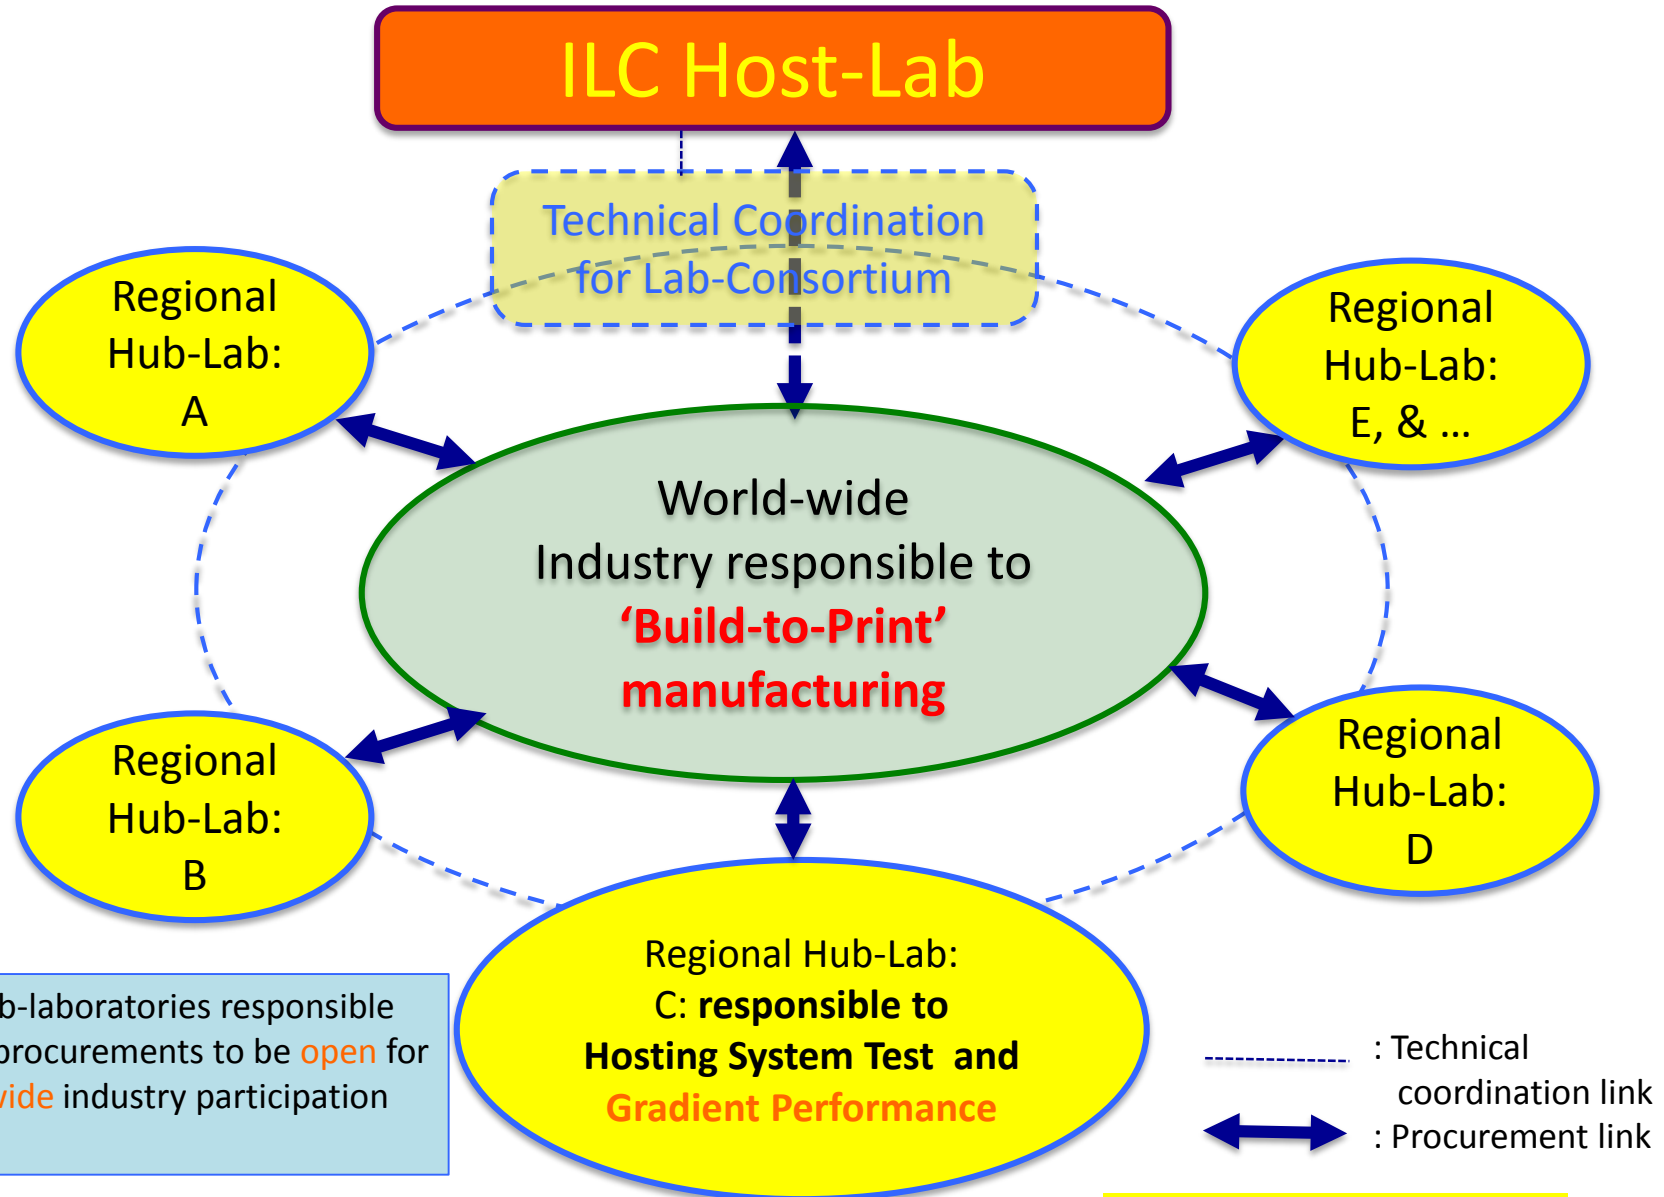 ILC Host-Lab
Technical Coordination
for Lab-Consortium
Regional
Hub-Lab:
A
Regional
Hub-Lab:
E, & …
World-wide
Industry responsible to
‘Build-to-Print’
manufacturing
Regional
Hub-Lab:
B
Regional
Hub-Lab:
D
Regional Hub-Lab:
C: responsible to
Hosting System Test and
Gradient Performance
b-laboratories responsible
procurements to be open for
wide industry participation
: Technical
coordination link
: Procurement link